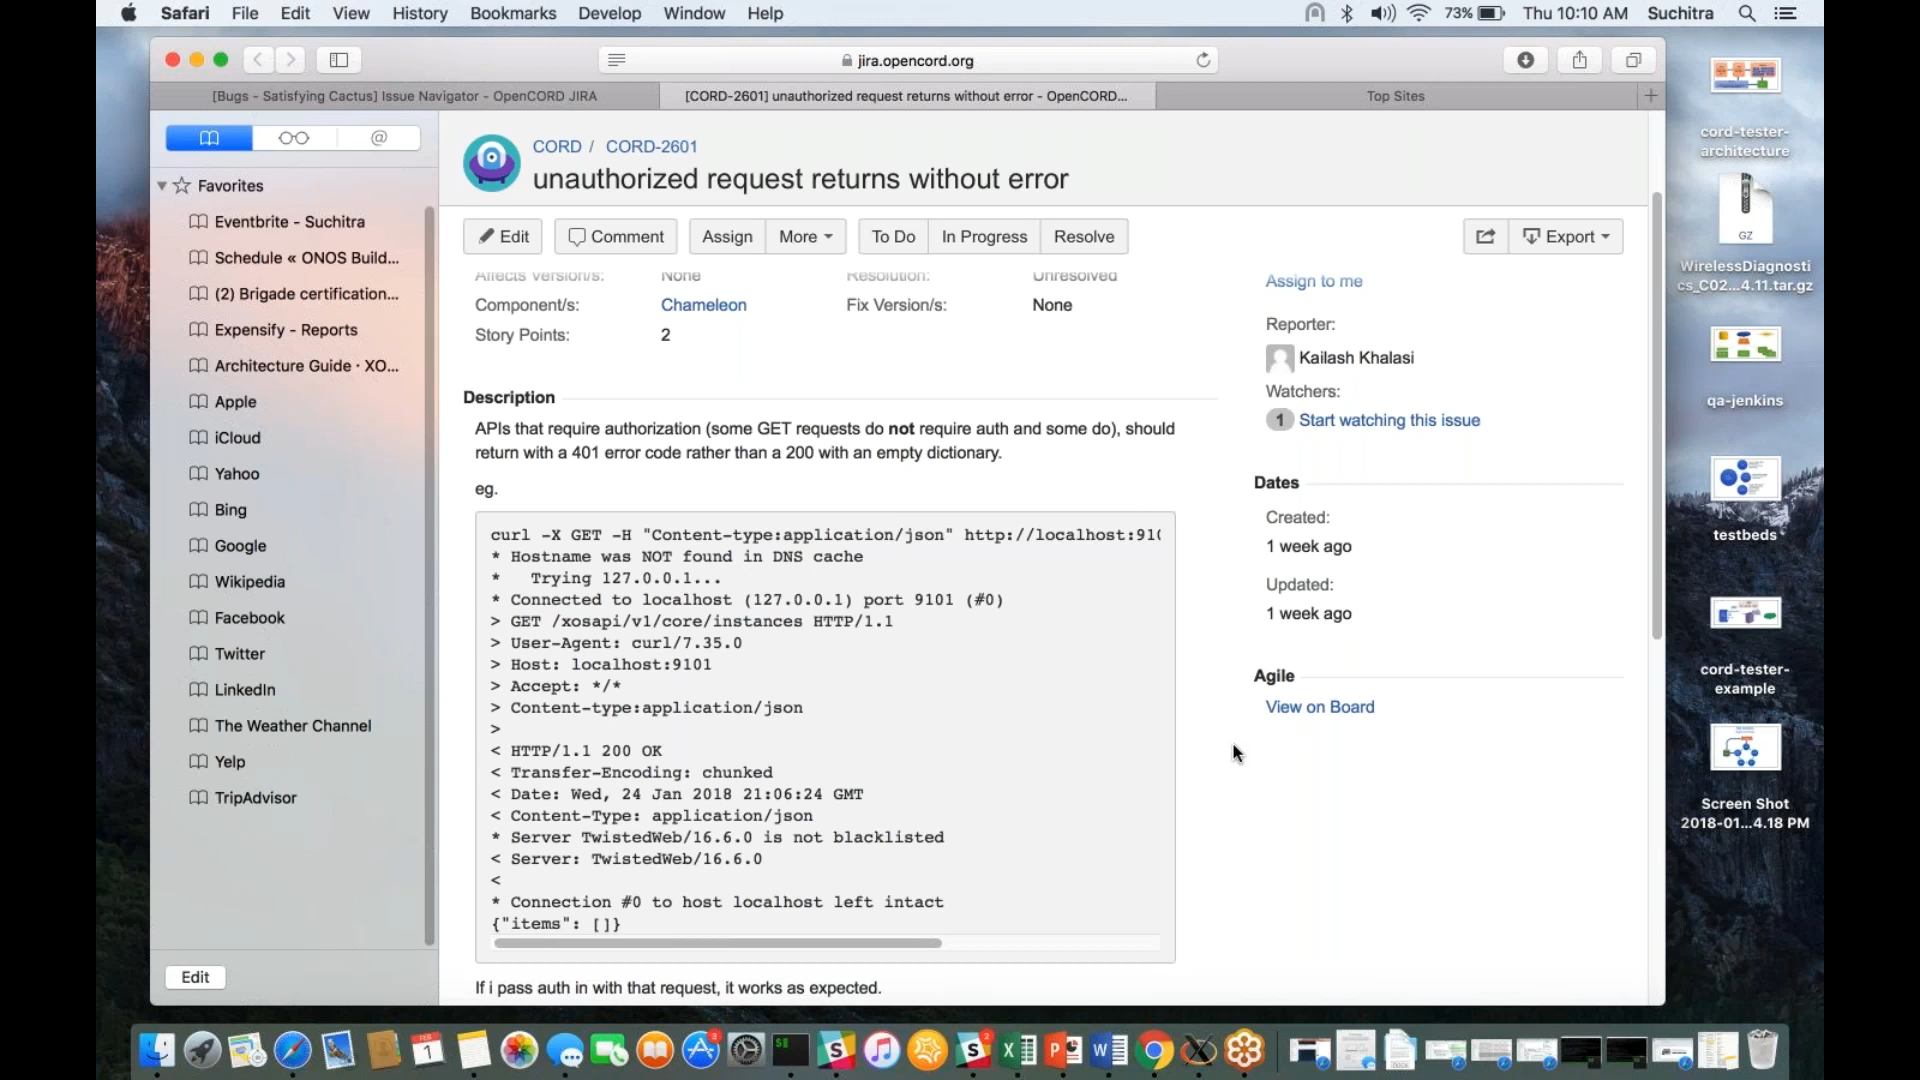 Safari File Edit View History Bookmarks Develop Window Help 73% Thu 10:10 AM Suchitra
jira.opencord.org
[Bugs - Satisfying Cactus] Issue Navigator - OpenCORD JIRA
[CORD-2601] unauthorized request returns without error - OpenCORD...
Top Sites
@
Favorites
Eventbrite - Suchitra
Schedule « ONOS Build...
(2) Brigade certification...
Expensify - Reports
Architecture Guide · XO...
Apple
iCloud
Yahoo
Bing
Google
Wikipedia
Facebook
Twitter
LinkedIn
The Weather Channel
Yelp
TripAdvisor
Edit
CORD / CORD-2601
unauthorized request returns without error
Edit Comment Assign More To Do In Progress Resolve Export
Affects Version/s: None Resolution: Unresolved
Component/s: Chameleon Fix Version/s: None
Story Points: 2
Description
APIs that require authorization (some GET requests do not require auth and some do), should
return with a 401 error code rather than a 200 with an empty dictionary.
eg.
curl -X GET -H "Content-type:application/json" http://localhost:910
* Hostname was NOT found in DNS cache
*   Trying 127.0.0.1...
* Connected to localhost (127.0.0.1) port 9101 (#0)
> GET /xosapi/v1/core/instances HTTP/1.1
> User-Agent: curl/7.35.0
> Host: localhost:9101
> Accept: */*
> Content-type:application/json
>
< HTTP/1.1 200 OK
< Transfer-Encoding: chunked
< Date: Wed, 24 Jan 2018 21:06:24 GMT
< Content-Type: application/json
* Server TwistedWeb/16.6.0 is not blacklisted
< Server: TwistedWeb/16.6.0
<
* Connection #0 to host localhost left intact
{"items": []}
If i pass auth in with that request, it works as expected.
Assign to me
Reporter:
Kailash Khalasi
Watchers:
1 Start watching this issue
Dates
Created:
1 week ago
Updated:
1 week ago
Agile
View on Board
cord-tester-
architecture
GZ
WirelessDiagnosti
cs_C02...4.11.tar.gz
qa-jenkins
testbeds
cord-tester-
example
Screen Shot
2018-01...4.18 PM